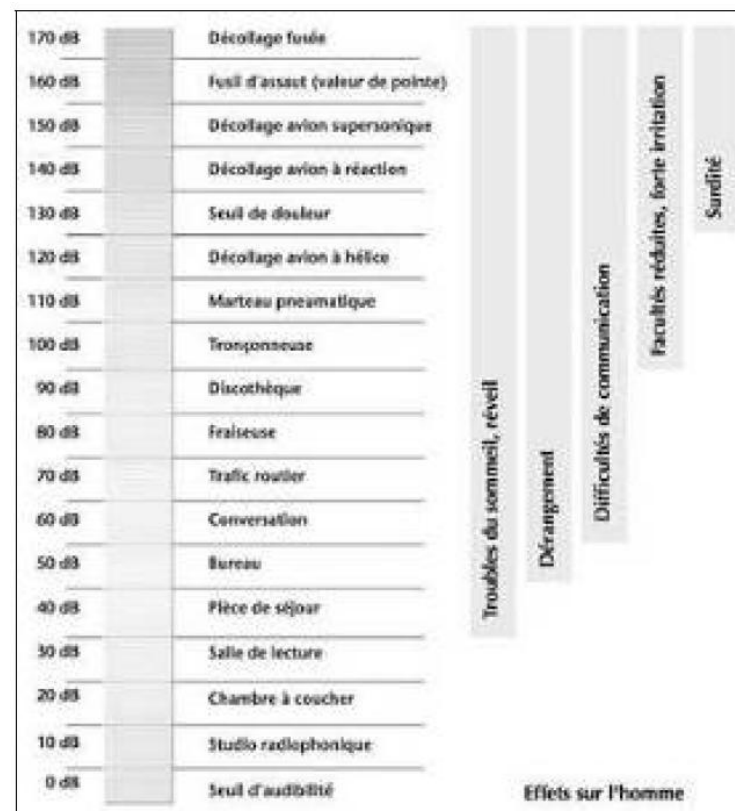 170 dB Décollage fusée
160 dB Fusil d'assaut (valeur de pointe)
150 dB Décollage avion supersonique
140 dB Décollage avion à réaction
130 dB Seuil de douleur
120 dB Décollage avion à hélice
110 dB Marteau pneumatique
100 dB Tronçonneuse
90 dB Discothèque
80 dB Fraiseuse
70 dB Trafic routier
60 dB Conversation
50 dB Bureau
40 dB Pièce de séjour
30 dB Salle de lecture
20 dB Chambre à coucher
10 dB Studio radiophonique
0 dB Seuil d'audibilité
Troubles du sommeil, réveil
Dérangement
Difficultés de communication
Facultés réduites, forte irritation
Surdité
Effets sur l'homme